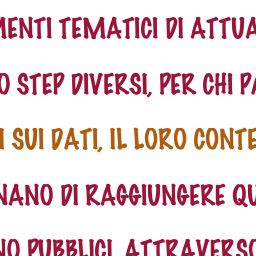 MENTI TEMATICI DI ATTUA
O STEP DIVERSI, PER CHI PA
I SUI DATI, IL LORO CONTE
NANO DI RAGGIUNGERE QU
NO PUBBLICI, ATTRAVERSO